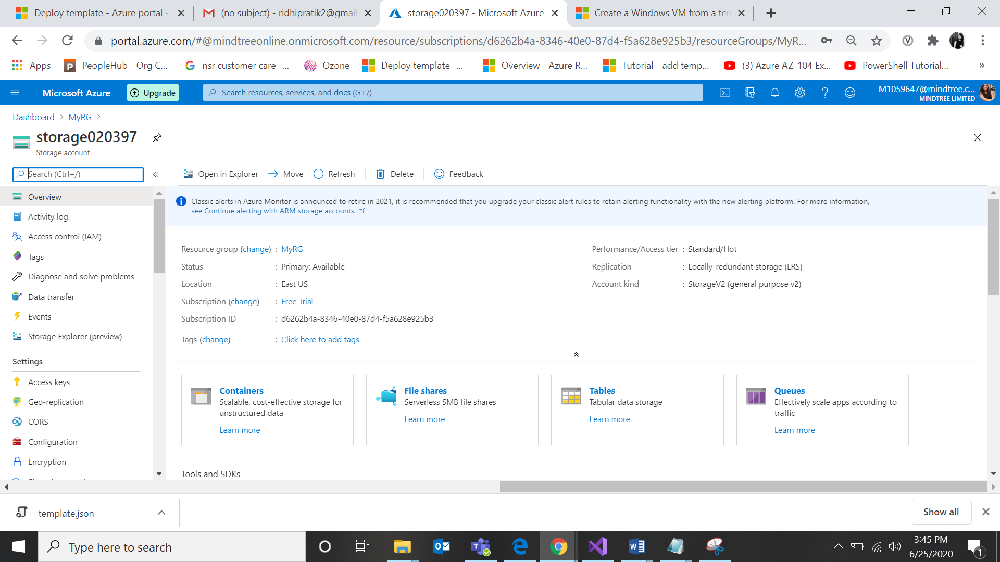 Deploy template - Azure portal -
(no subject) - ridhipratik2@gmail
storage020397 - Microsoft Azure
Create a Windows VM from a tem
portal.azure.com/#@mindtreeonline.onmicrosoft.com/resource/subscriptions/d6262b4a-8346-40e0-87d4-f5a628e925b3/resourceGroups/MyR...
Apps
PeopleHub - Org C...
nsr customer care -...
Ozone
Deploy template -...
Overview - Azure R...
Tutorial - add temp...
(3) Azure AZ-104 Ex...
PowerShell Tutorial...
Microsoft Azure
Upgrade
Search resources, services, and docs (G+/)
M1059647@mindtree.c...
MINDTREE LIMITED
Dashboard > MyRG >
storage020397
Storage account
Search (Ctrl+/)
Open in Explorer
Move
Refresh
Delete
Feedback
Overview
Activity log
Access control (IAM)
Tags
Diagnose and solve problems
Data transfer
Events
Storage Explorer (preview)
Settings
Access keys
Geo-replication
CORS
Configuration
Encryption
Classic alerts in Azure Monitor is announced to retire in 2021, it is recommended that you upgrade your classic alert rules to retain alerting functionality with the new alerting platform. For more information,
see Continue alerting with ARM storage accounts.
Resource group (change) : MyRG
Status : Primary: Available
Location : East US
Subscription (change) : Free Trial
Subscription ID : d6262b4a-8346-40e0-87d4-f5a628e925b3
Tags (change) : Click here to add tags
Performance/Access tier : Standard/Hot
Replication : Locally-redundant storage (LRS)
Account kind : StorageV2 (general purpose v2)
Containers
Scalable, cost-effective storage for
unstructured data
Learn more
File shares
Serverless SMB file shares
Learn more
Tables
Tabular data storage
Learn more
Queues
Effectively scale apps according to
traffic
Learn more
Tools and SDKs
template.json
Show all
Type here to search
3:45 PM
6/25/2020
1